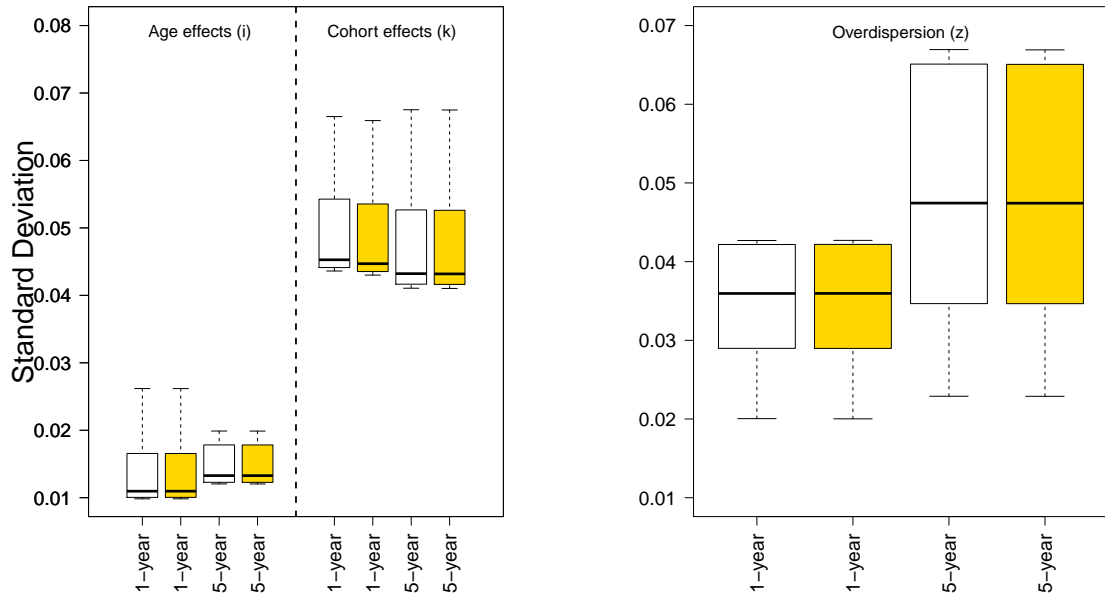 Age effects (i)
Cohort effects (k)
Standard Deviation
0.08
0.07
0.06
0.05
0.04
0.03
0.02
0.01
1−year
1−year
5−year
5−year
1−year
1−year
5−year
5−year
Overdispersion (z)
0.07
0.06
0.05
0.04
0.03
0.02
0.01
1−year
1−year
5−year
5−year